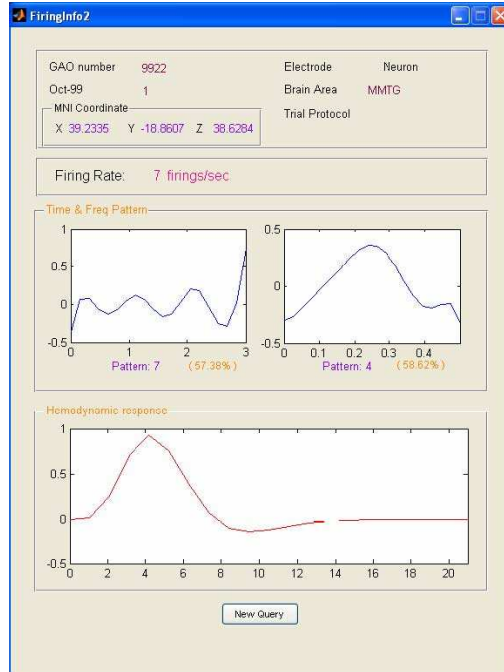 FiringInfo2
GAO number 9922 Electrode Neuron
Oct-99 1 Brain Area MMTG
MNI Coordinate Trial Protocol
X 39.2335 Y -18.8607 Z 38.6284
Firing Rate: 7 firings/sec
Time & Freq Pattern
1
0.5
0
-0.5
0 1 2 3
Pattern: 7 (57.38%)
0.5
0
-0.5
0 0.1 0.2 0.3 0.4
Pattern: 4 (58.62%)
Hemodynamic response
1
0.5
0
-0.5
0 2 4 6 8 10 12 14 16 18 20
New Query